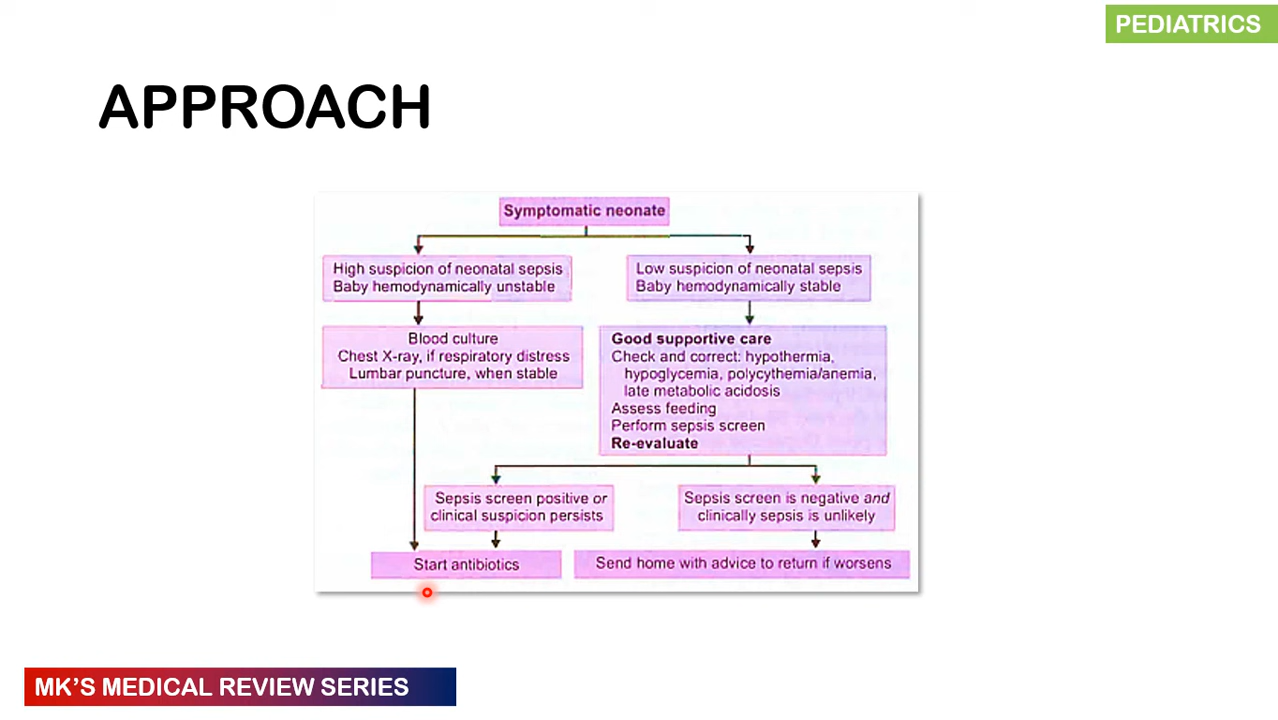 PEDIATRICS
APPROACH
Symptomatic neonate
High suspicion of neonatal sepsis
Baby hemodynamically unstable
Low suspicion of neonatal sepsis
Baby hemodynamically stable
Blood culture
Chest X-ray, if respiratory distress
Lumbar puncture, when stable
Good supportive care
Check and correct: hypothermia,
hypoglycemia, polycythemia/anemia,
late metabolic acidosis
Assess feeding
Perform sepsis screen
Re-evaluate
Sepsis screen positive or
clinical suspicion persists
Sepsis screen is negative and
clinically sepsis is unlikely
Start antibiotics
Send home with advice to return if worsens
MK'S MEDICAL REVIEW SERIES